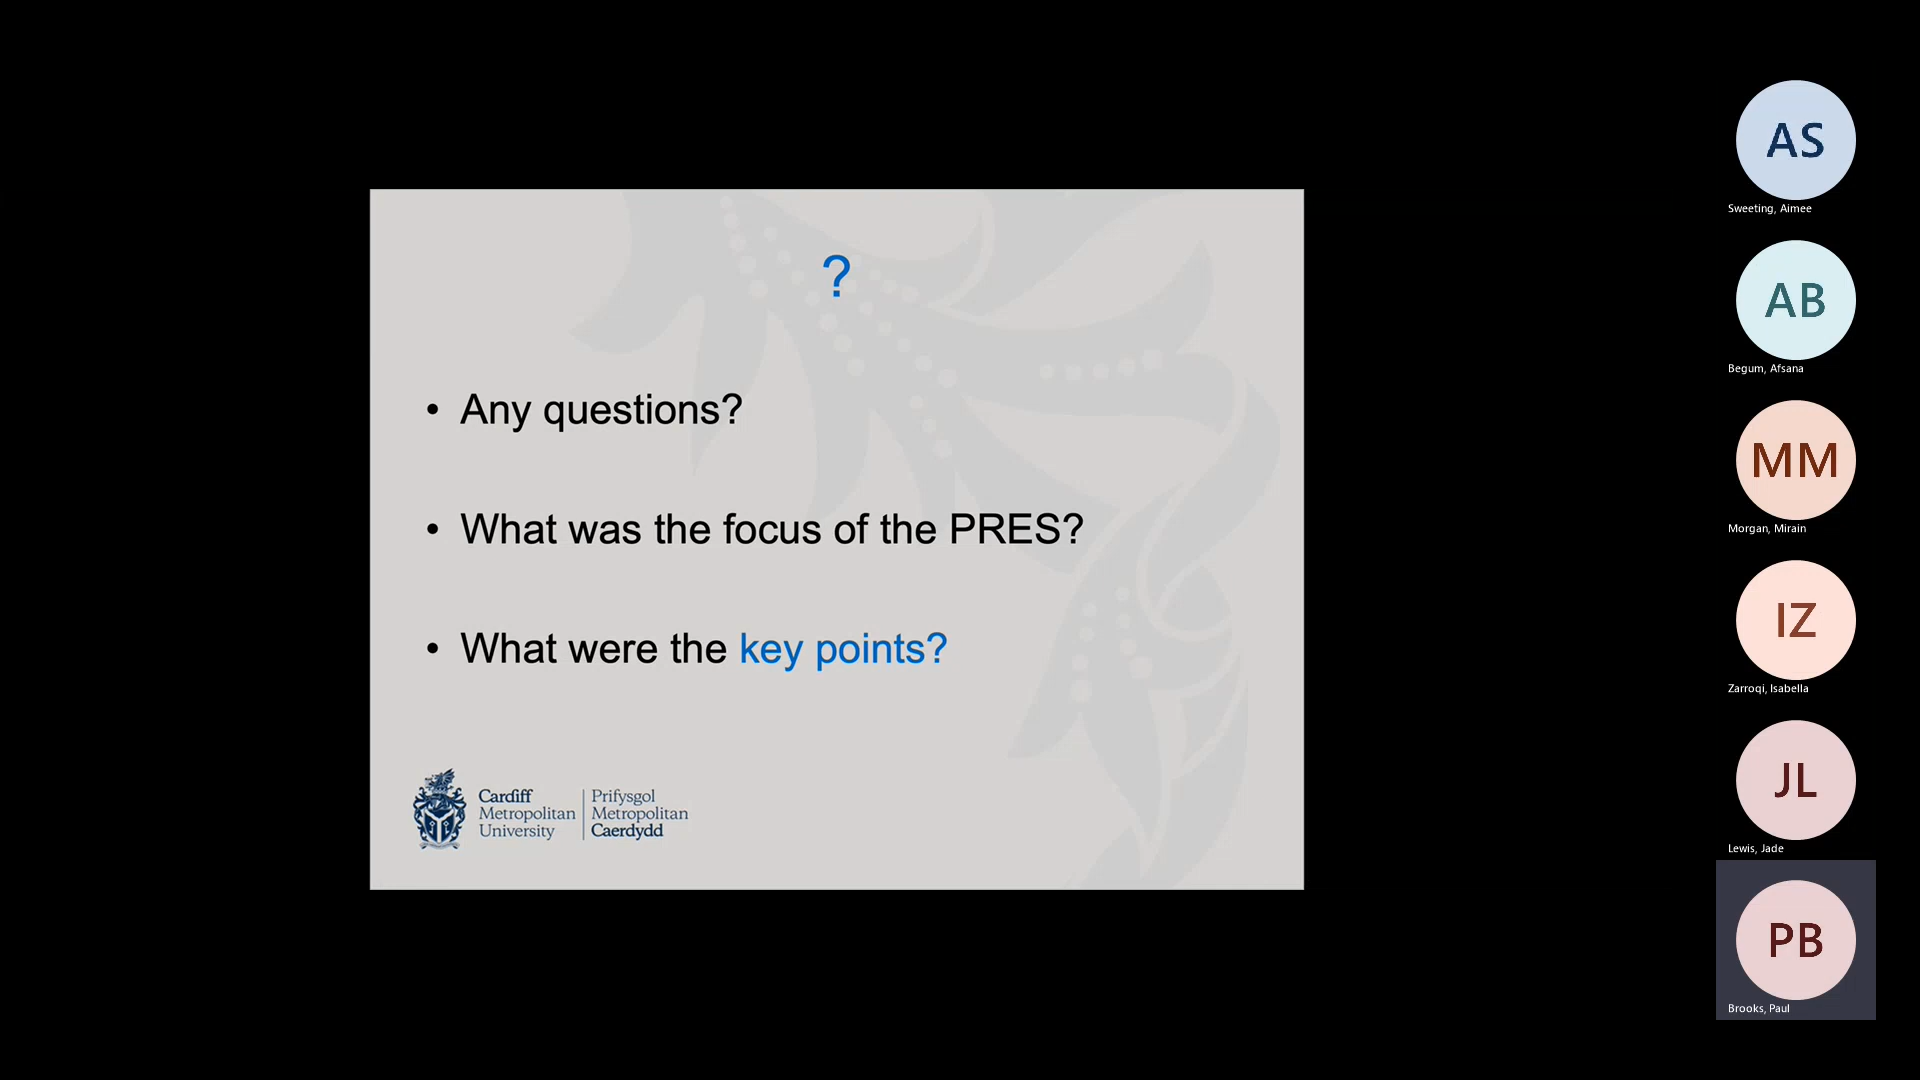 ?
• Any questions?
• What was the focus of the PRES?
• What were the key points?
Cardiff
Metropolitan
University
Prifysgol
Metropolitan
Caerdydd
AS
Sweeting, Aimee
AB
Begum, Afsana
MM
Morgan, Mirain
IZ
Zarroqi, Isabella
JL
Lewis, Jade
PB
Brooks, Paul